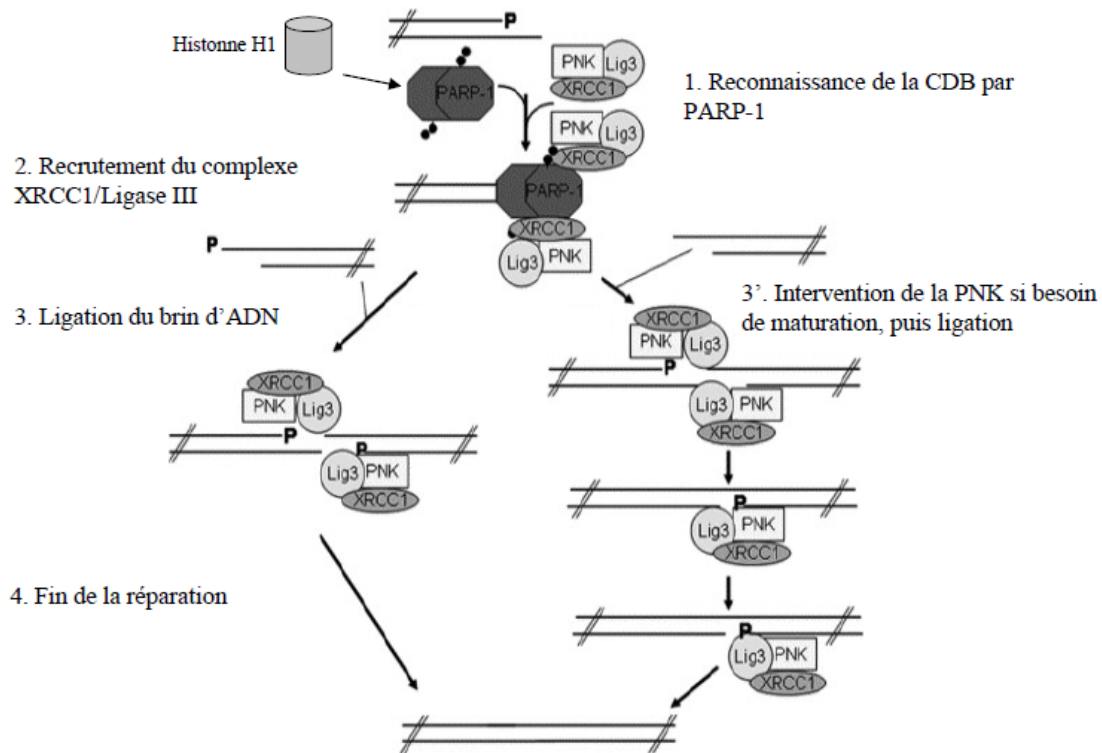 P
Histonne H1
PNK Lig3
XRCC1
PARP-1
1. Reconnaissance de la CDB par
PARP-1
PNK Lig3
XRCC1
2. Recrutement du complexe
XRCC1/Ligase III
PARP-1
XRCC1
Lig3 PNK
P
3. Ligation du brin d’ADN
3’. Intervention de la PNK si besoin
de maturation, puis ligation
XRCC1
PNK Lig3
P
XRCC1
PNK Lig3
P
P
Lig3 PNK
XRCC1
Lig3 PNK
XRCC1
P
Lig3 PNK
XRCC1
4. Fin de la réparation
P
Lig3 PNK
XRCC1